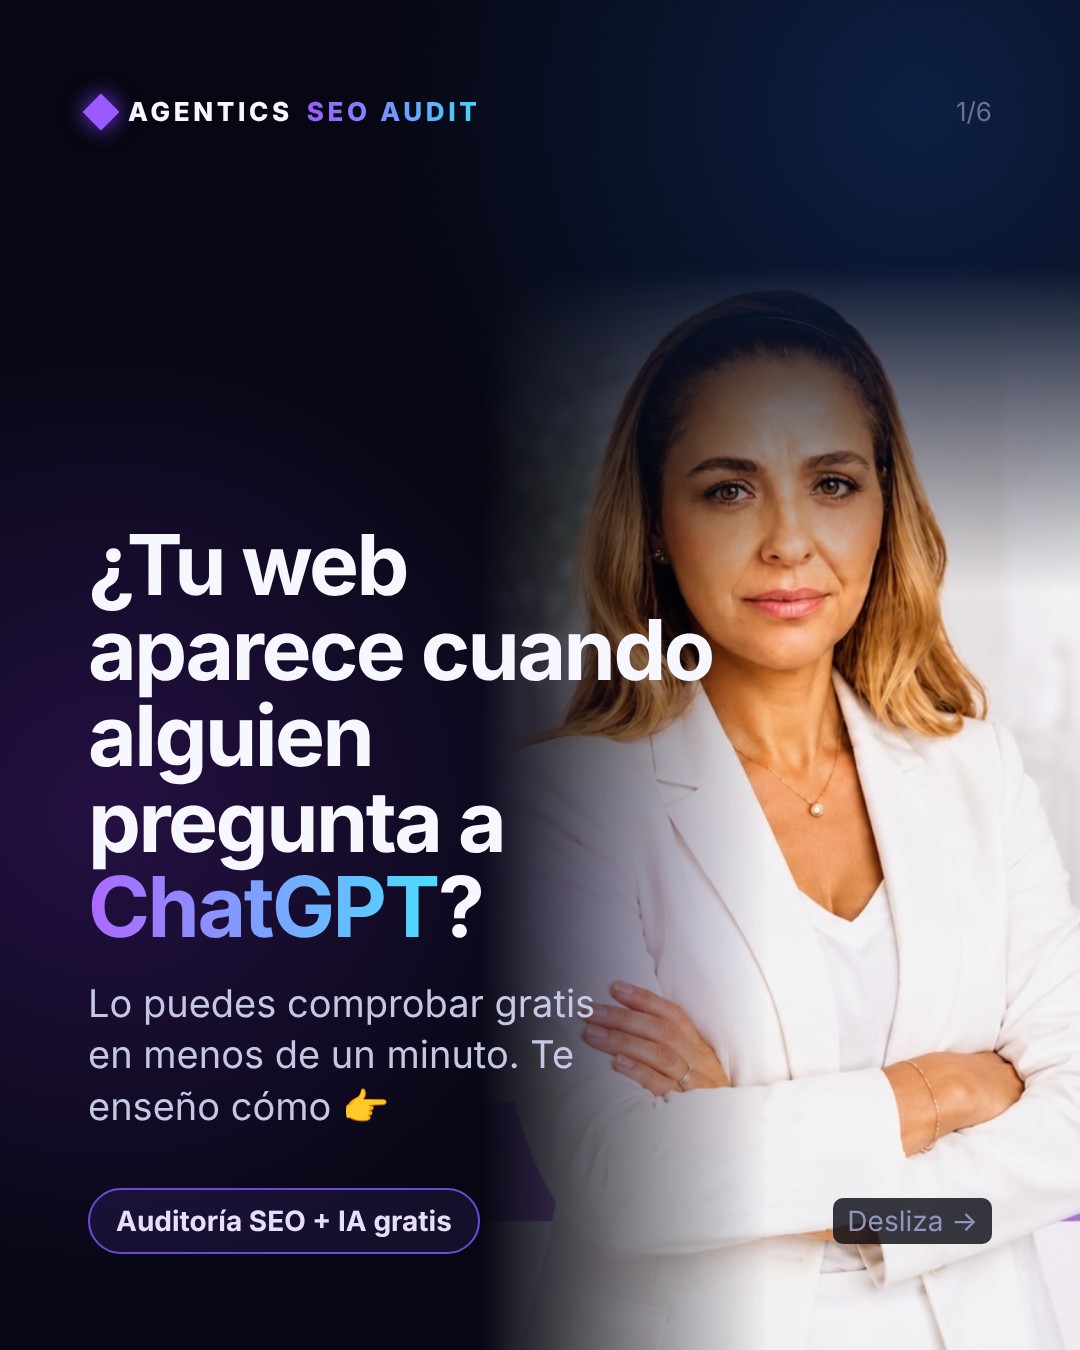 AGENTICS SEO AUDIT
1/6
¿Tu web
aparece cuando
alguien
pregunta a
ChatGPT?
Lo puedes comprobar gratis
en menos de un minuto. Te
enseño cómo 👉
Auditoría SEO + IA gratis
Desliza →